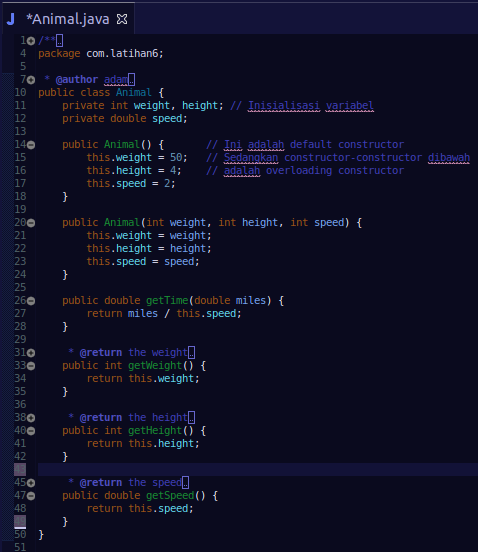 *Animal.java
1 /**
4 package com.latihan6;
5
7 * @author adam
10 public class Animal {
11 private int weight, height; // Inisialisasi variabel
12 private double speed;
13
14 public Animal() { // Ini adalah default constructor
15 this.weight = 50; // Sedangkan constructor-constructor dibawah
16 this.height = 4; // adalah overloading constructor
17 this.speed = 2;
18 }
19
20 public Animal(int weight, int height, int speed) {
21 this.weight = weight;
22 this.height = height;
23 this.speed = speed;
24 }
25
26 public double getTime(double miles) {
27 return miles / this.speed;
28 }
29
31 * @return the weight
33 public int getWeight() {
34 return this.weight;
35 }
36
38 * @return the height
40 public int getHeight() {
41 return this.height;
42 }
43
45 * @return the speed
47 public double getSpeed() {
48 return this.speed;
}
50 }
51